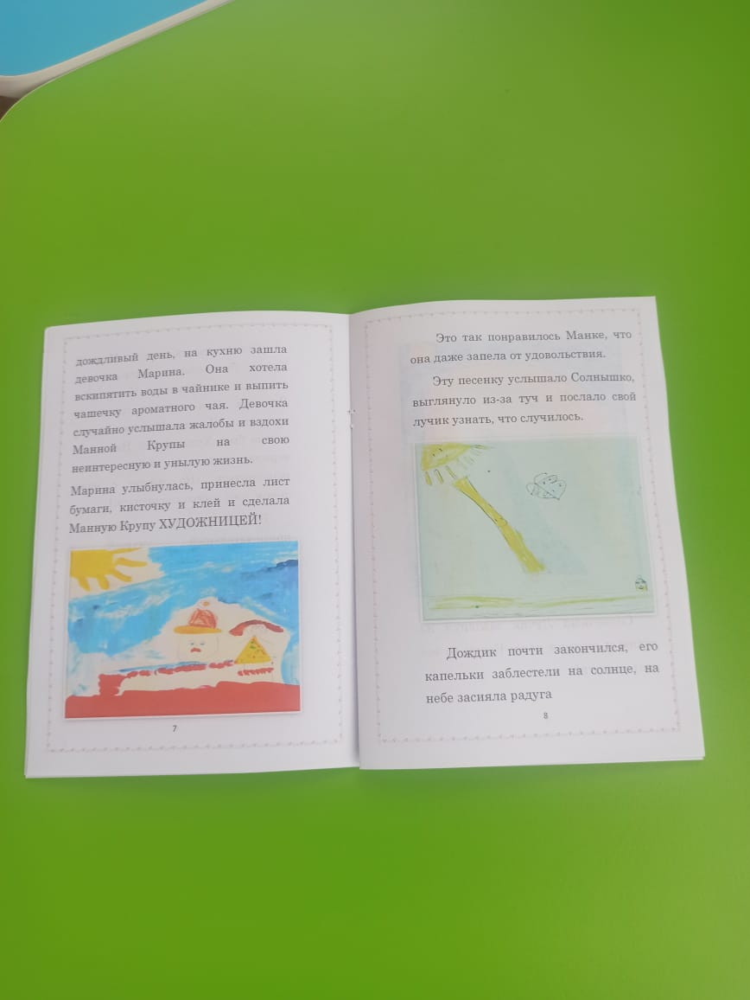 дождливый день, на кухню зашла
девочка Марина. Она хотела
вскипятить воды в чайнике и выпить
чашечку ароматного чая. Девочка
случайно услышала жалобы и вздохи
Манной Крупы на свою
неинтересную и унылую жизнь.
Марина улыбнулась, принесла лист
бумаги, кисточку и клей и сделала
Манную Крупу ХУДОЖНИЦЕЙ!
7
Это так понравилось Манке, что
она даже запела от удовольствия.
Эту песенку услышало Солнышко,
выглянуло из-за туч и послало свой
лучик узнать, что случилось.
Дождик почти закончился, его
капельки заблестели на солнце, на
небе засияла радуга
8